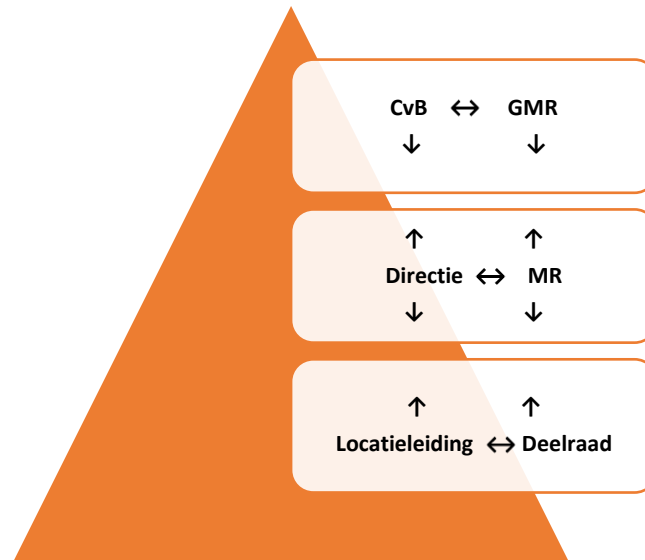 CvB ↔ GMR
↓ ↓
↑ ↑
Directie ↔ MR
↓ ↓
↑ ↑
Locatieleiding ↔ Deelraad